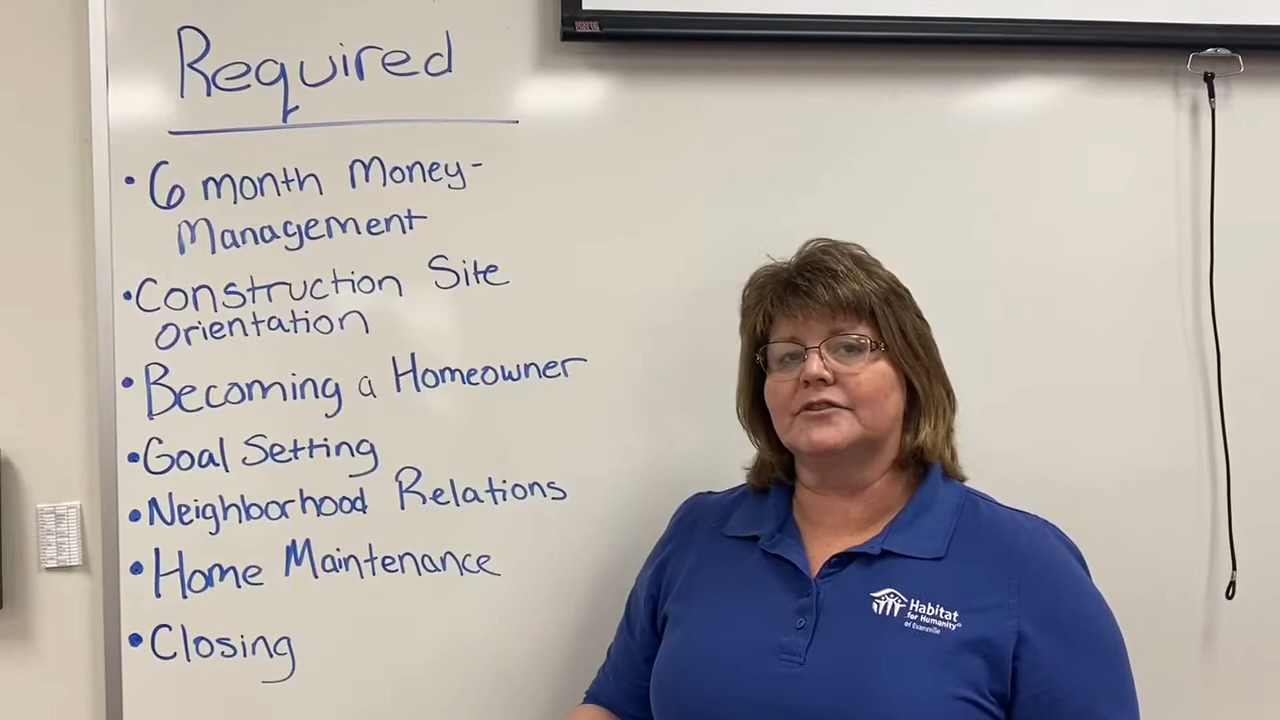 Required
• 6 month Money-
Management
• Construction Site
Orientation
• Becoming a Homeowner
• Goal Setting
• Neighborhood Relations
• Home Maintenance
• Closing
Habitat
for Humanity
of Evansville